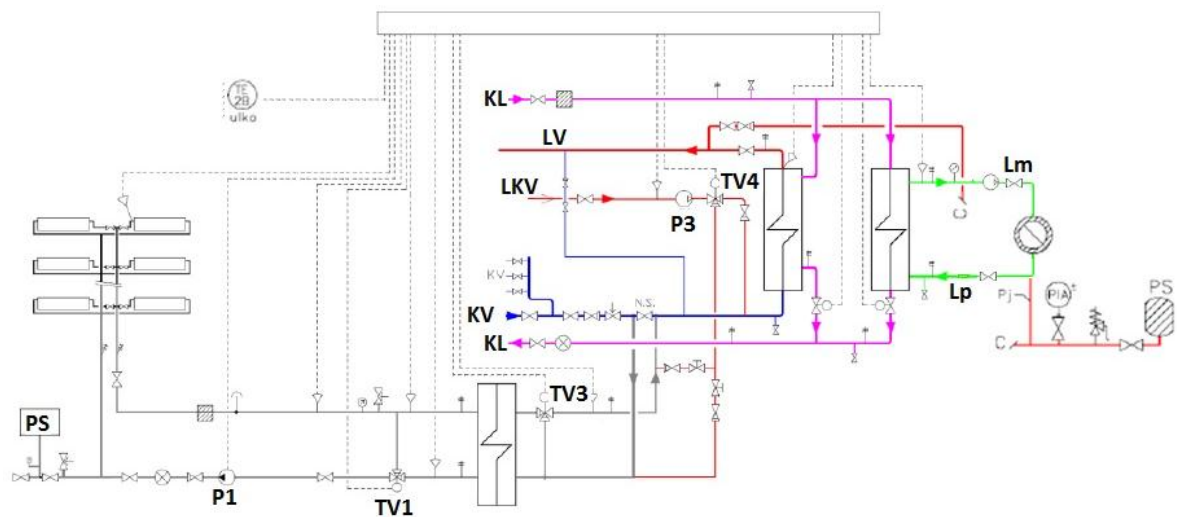 TE
2B
ulko
KL
LV
LKV
TV4
P3
Lm
Lp
KV
N.S.
KV
KL
Pj
PIA
PS
C
C
TV3
PS
P1
TV1